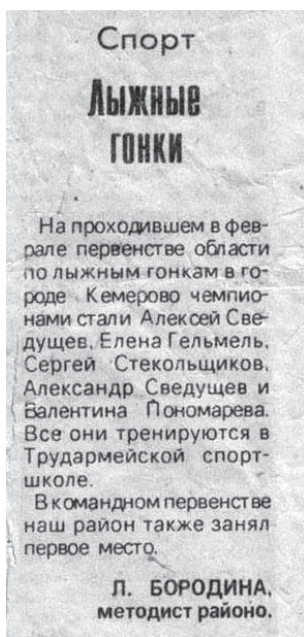 Спорт
Лыжные
гонки
На проходившем в фев-
рале первенстве области
по лыжным гонкам в го-
роде Кемерово чемпио-
нами стали Алексей Све-
дущев, Елена Гельмель,
Сергей Стекольщиков,
Александр Сведущев и
Валентина Пономарева.
Все они тренируются в
Трудармейской спорт-
школе.
В командном первенстве
наш район также занял
первое место.
Л. БОРОДИНА,
методист районо.